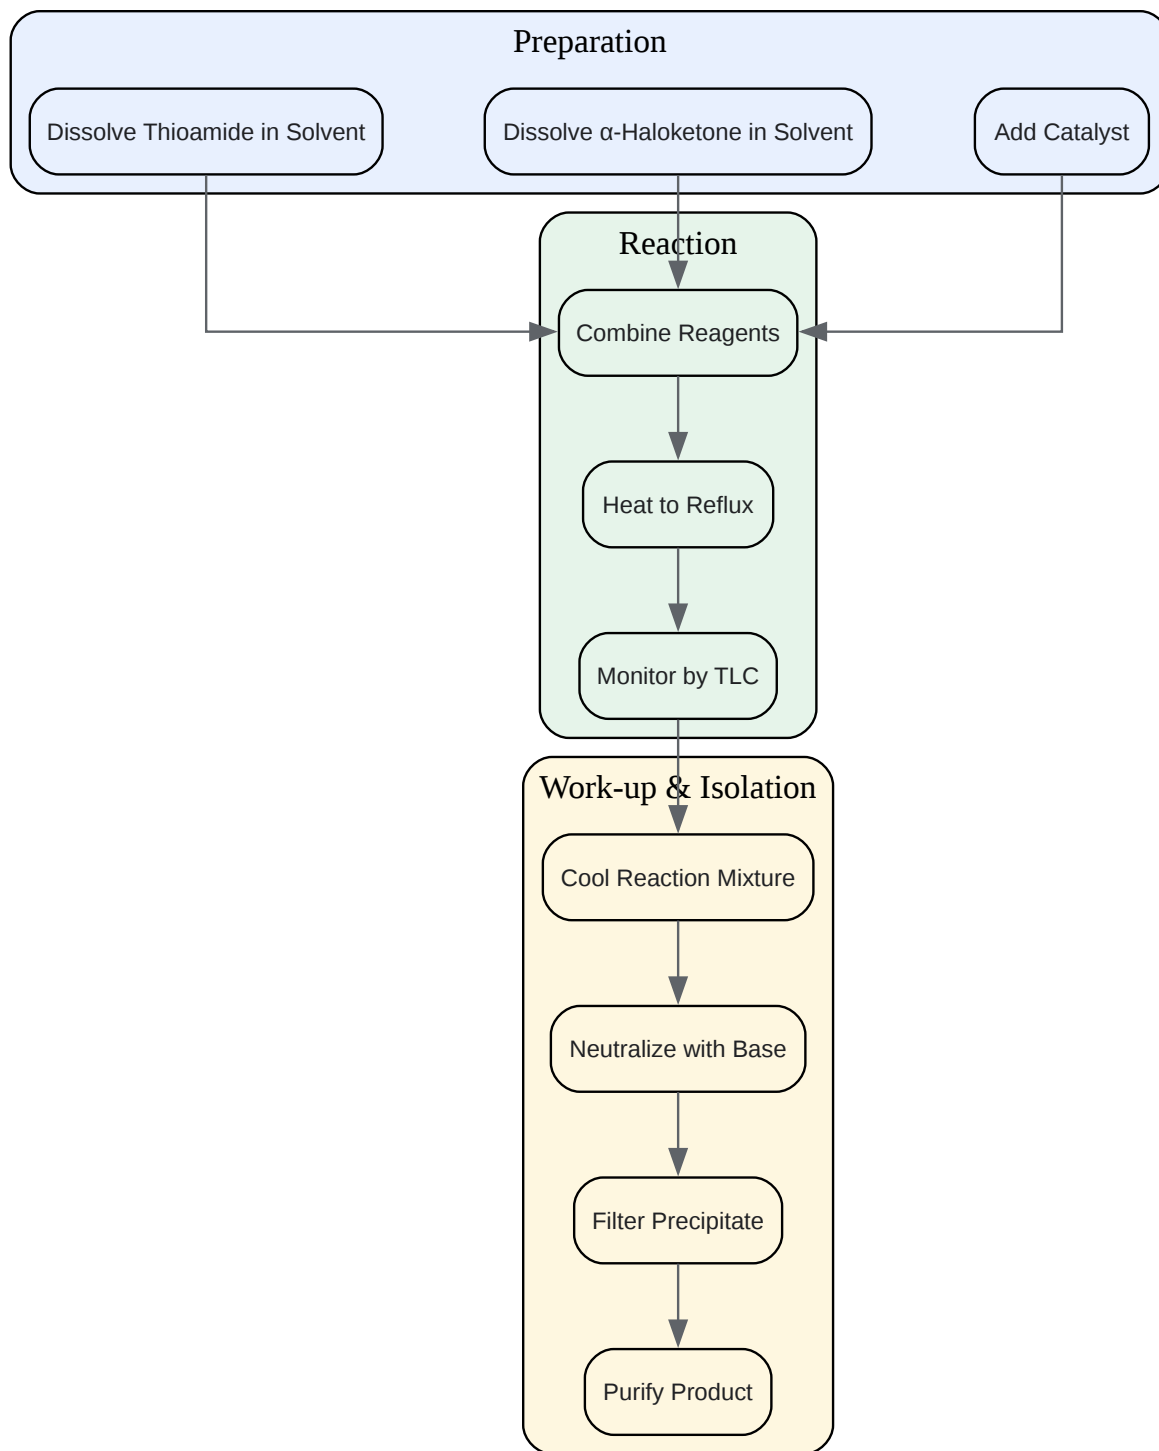 Preparation
Dissolve Thioamide in Solvent
Dissolve α-Haloketone in Solvent
Add Catalyst
Reaction
Combine Reagents
Heat to Reflux
Monitor by TLC
Work-up & Isolation
Cool Reaction Mixture
Neutralize with Base
Filter Precipitate
Purify Product